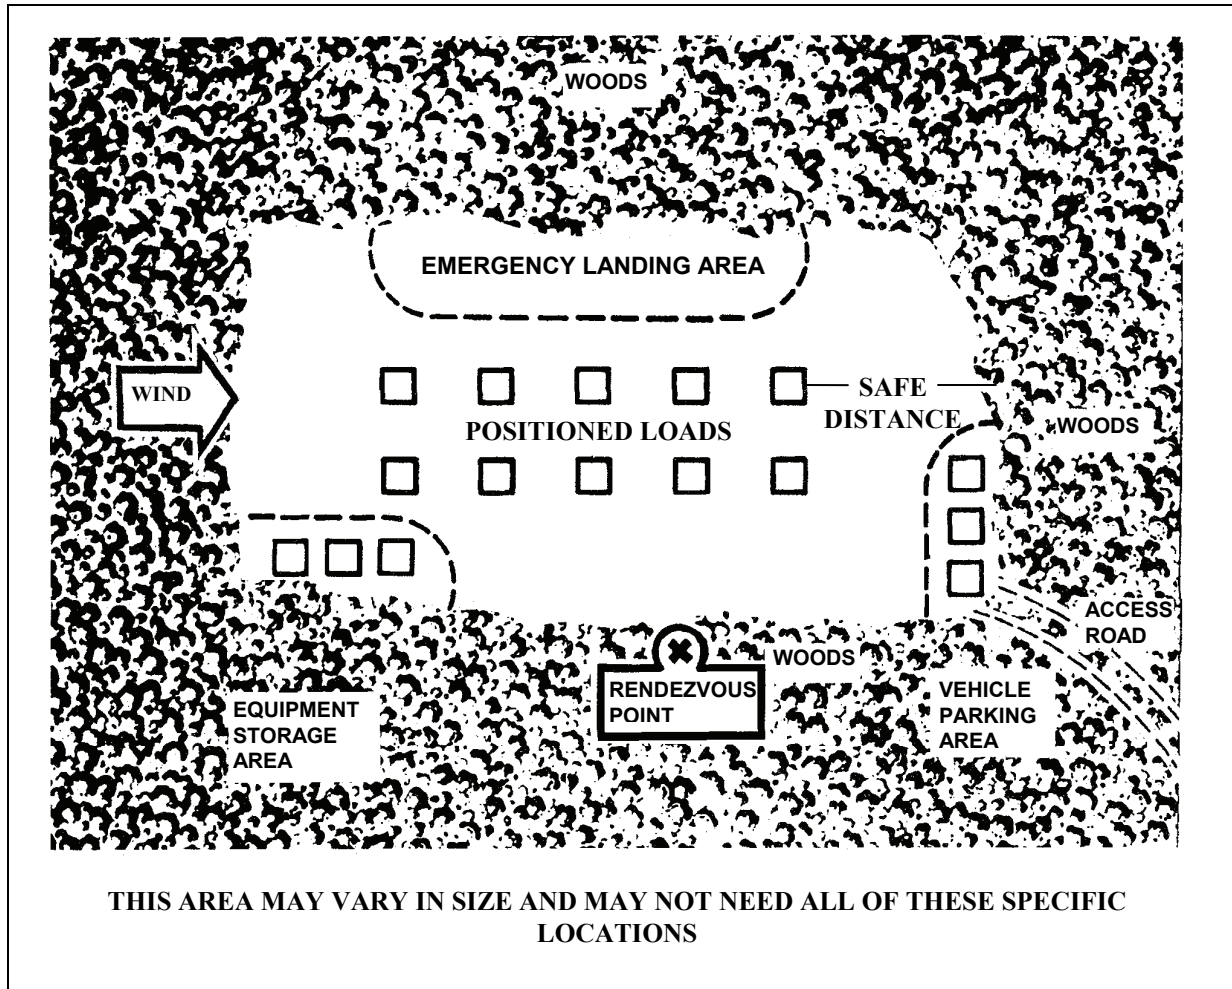 WOODS
EMERGENCY LANDING AREA
WIND
SAFE
DISTANCE
POSITIONED LOADS
WOODS
ACCESS
ROAD
WOODS
RENDEZVOUS
POINT
EQUIPMENT
STORAGE
AREA
VEHICLE
PARKING
AREA
THIS AREA MAY VARY IN SIZE AND MAY NOT NEED ALL OF THESE SPECIFIC
LOCATIONS